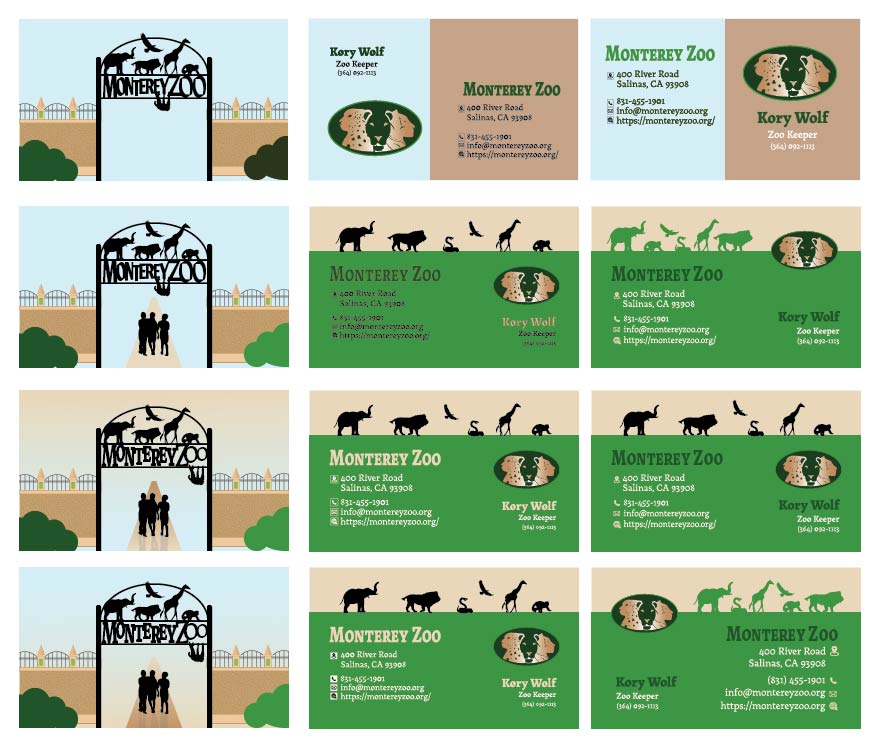 MONTEREY ZOO
Kory Wolf
Zoo Keeper
(364) 092-1113
MONTEREY ZOO
400 River Road
Salinas, CA 93908
831-455-1901
info@montereyzoo.org
https://montereyzoo.org/
MONTEREY ZOO
400 River Road
Salinas, CA 93908
831-455-1901
info@montereyzoo.org
https://montereyzoo.org/
Kory Wolf
Zoo Keeper
(364) 092-1113
MONTEREY ZOO
MONTEREY ZOO
400 River Road
Salinas, CA 93908
831-455-1901
info@montereyzoo.org
https://montereyzoo.org/
Kory Wolf
Zoo Keeper
(364) 092-1113
MONTEREY ZOO
400 River Road
Salinas, CA 93908
831-455-1901
info@montereyzoo.org
https://montereyzoo.org/
Kory Wolf
Zoo Keeper
(364) 092-1113
MONTEREY ZOO
MONTEREY ZOO
400 River Road
Salinas, CA 93908
831-455-1901
info@montereyzoo.org
https://montereyzoo.org/
Kory Wolf
Zoo Keeper
(364) 092-1113
MONTEREY ZOO
400 River Road
Salinas, CA 93908
831-455-1901
info@montereyzoo.org
https://montereyzoo.org/
Kory Wolf
Zoo Keeper
(364) 092-1113
MONTEREY ZOO
MONTEREY ZOO
400 River Road
Salinas, CA 93908
831-455-1901
info@montereyzoo.org
https://montereyzoo.org/
Kory Wolf
Zoo Keeper
(364) 092-1113
MONTEREY ZOO
400 River Road
Salinas, CA 93908
(831) 455-1901
info@montereyzoo.org
https://montereyzoo.org
Kory Wolf
Zoo Keeper
(364) 092-1113